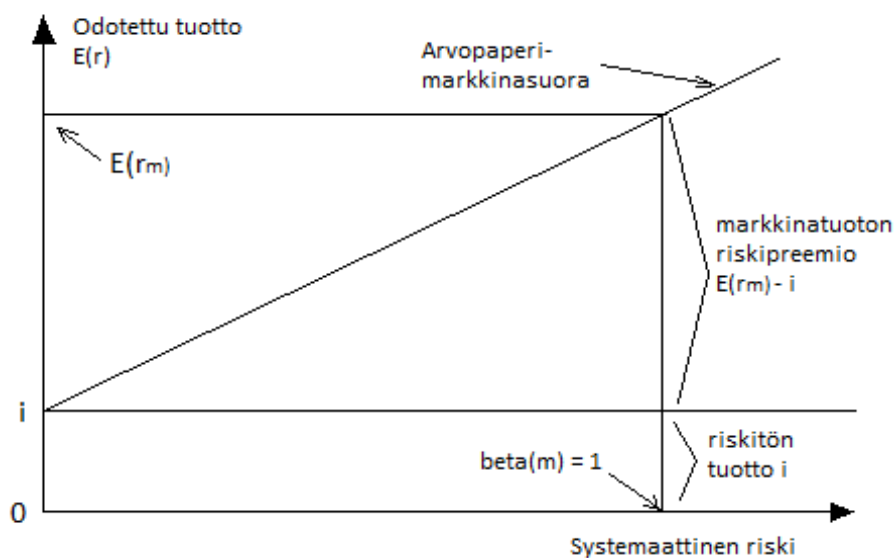 Odotettu tuotto
E(r)
Arvopaperi-
markkinasuora
E(rm)
markkinatuoton
riskipreemio
E(rm) - i
i
riskitön
tuotto i
beta(m) = 1
0
Systemaattinen riski